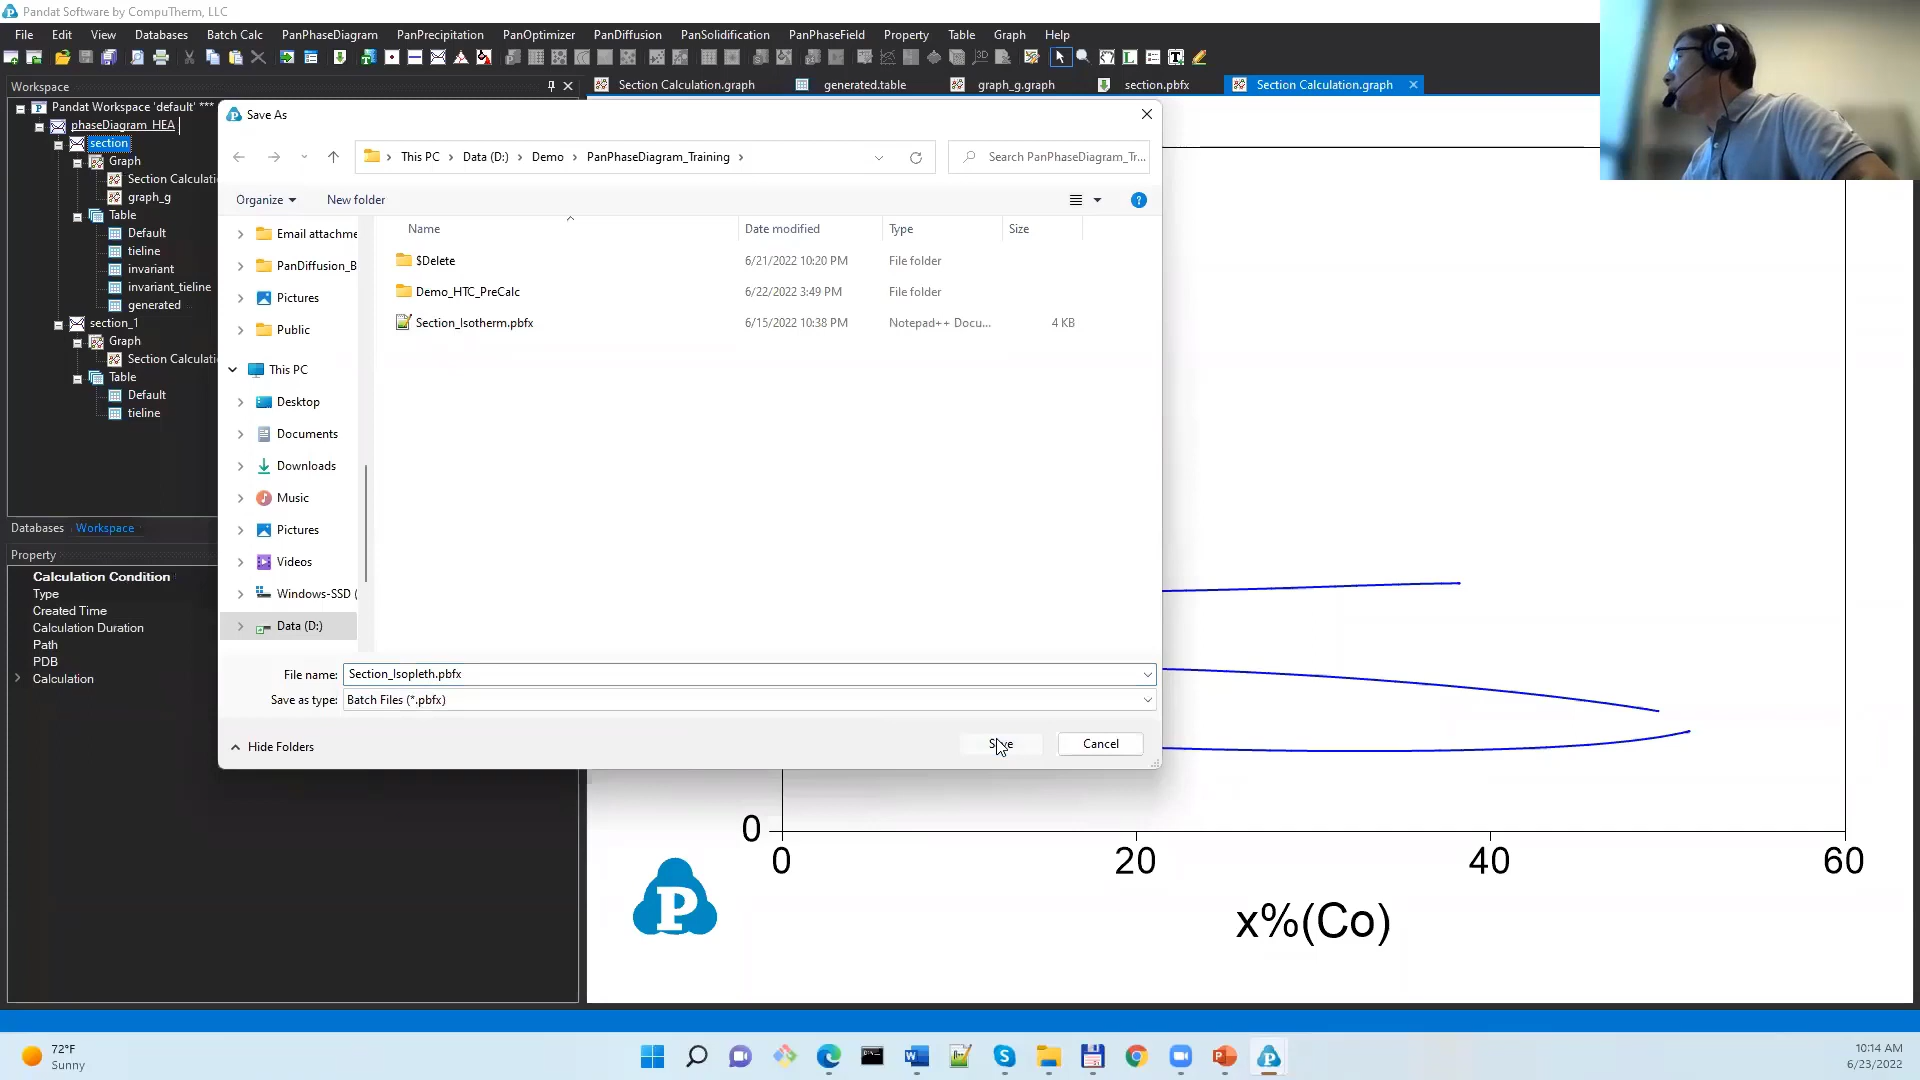 Pandat Software by CompuTherm, LLC
File Edit View Databases Batch Calc PanPhaseDiagram PanPrecipitation PanOptimizer PanDiffusion PanSolidification PanPhaseField Property Table Graph Help
Workspace
Section Calculation.graph
generated.table
graph_g.graph
section.pbfx
Section Calculation.graph
Pandat Workspace 'default' ***
phaseDiagram_HEA
section
Graph
Section Calculati
graph_g
Table
Default
tieline
invariant
invariant_tieline
generated
section_1
Graph
Section Calculati
Table
Default
tieline
Databases Workspace
Property
Calculation Condition
Type
Created Time
Calculation Duration
Path
PDB
Calculation
Save As
This PC
Data (D:)
Demo
PanPhaseDiagram_Training
Search PanPhaseDiagram_Tr...
Organize
New folder
Email attachme
PanDiffusion_B
Pictures
Public
This PC
Desktop
Documents
Downloads
Music
Pictures
Videos
Windows-SSD (
Data (D:)
Name Date modified Type Size
$Delete 6/21/2022 10:20 PM File folder
Demo_HTC_PreCalc 6/22/2022 3:49 PM File folder
Section_Isotherm.pbfx 6/15/2022 10:38 PM Notepad++ Docu... 4 KB
File name: Section_Isopleth.pbfx
Save as type: Batch Files (*.pbfx)
Hide Folders
Cancel
0
0 20 40 60
x%(Co)
P
72°F
Sunny
10:14 AM
6/23/2022